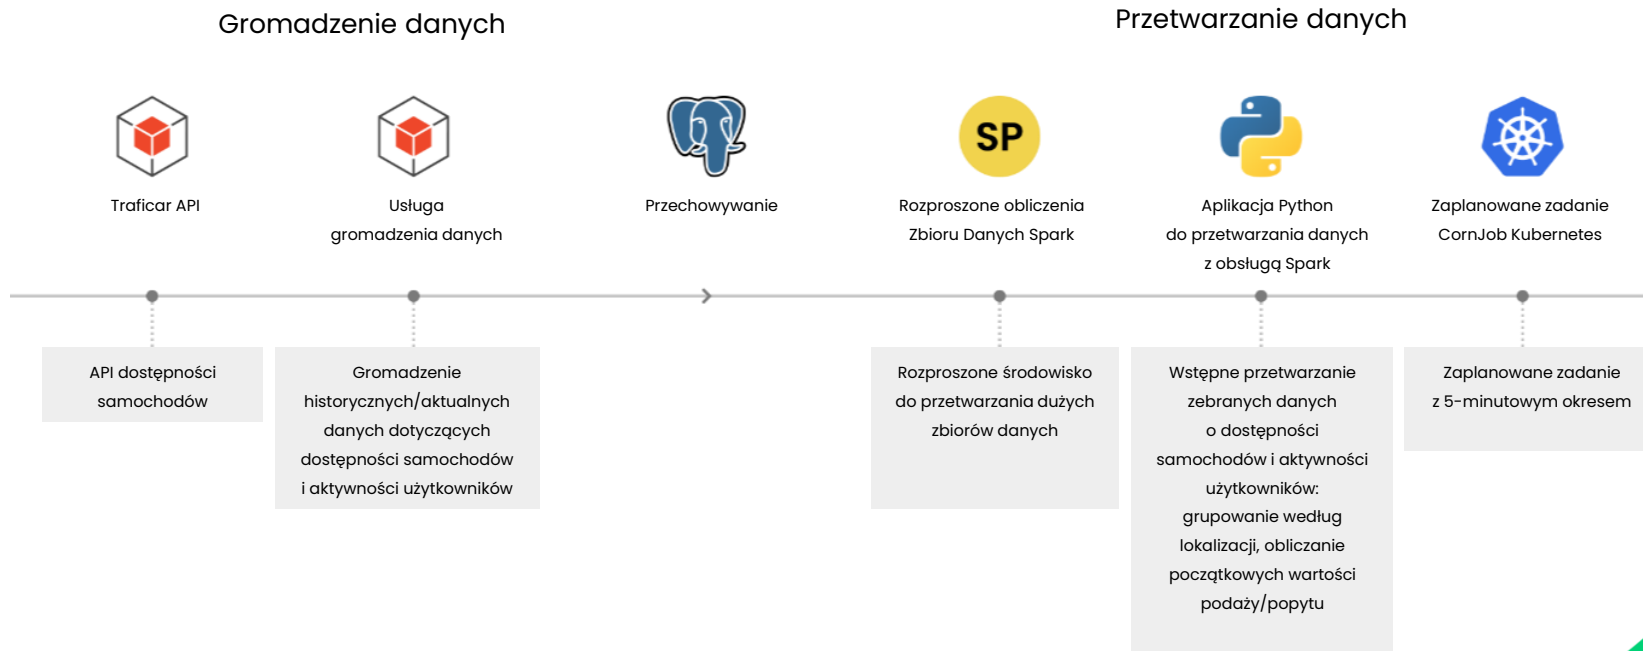 Gromadzenie danych
Przetwarzanie danych
Traficar API
Usługa
gromadzenia danych
Przechowywanie
SP
Rozproszone obliczenia
Zbioru Danych Spark
Aplikacja Python
do przetwarzania danych
z obsługą Spark
Zaplanowane zadanie
CornJob Kubernetes
API dostępności
samochodów
Gromadzenie
historycznych/aktualnych
danych dotyczących
dostępności samochodów
i aktywności użytkowników
Rozproszone środowisko
do przetwarzania dużych
zbiorów danych
Wstępne przetwarzanie
zebranych danych
o dostępności
samochodów i aktywności
użytkowników:
grupowanie według
lokalizacji, obliczanie
początkowych wartości
podaży/popytu
Zaplanowane zadanie
z 5-minutowym okresem